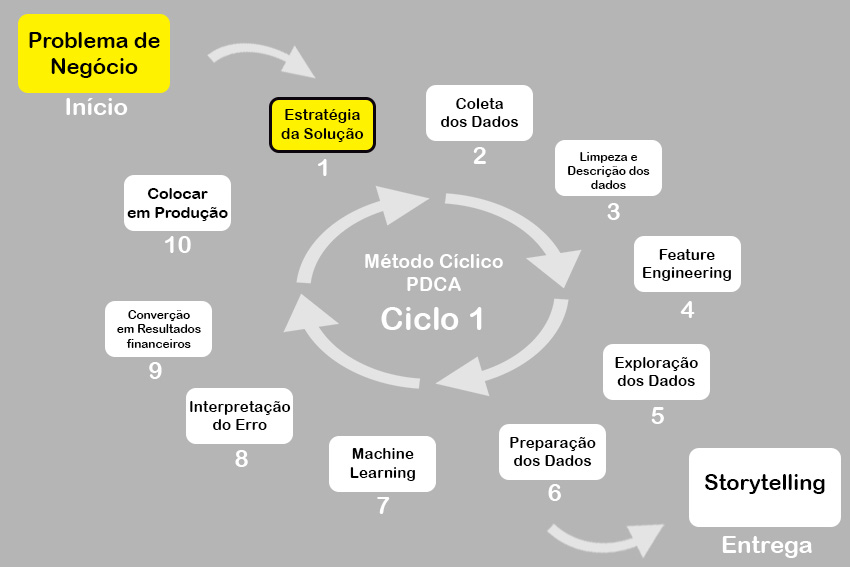 Problema de
Negócio
Início
Estratégia
da Solução
1
Coleta
dos Dados
2
Limpeza e
Descrição dos
dados
3
Feature
Engineering
4
Exploração
dos Dados
5
Preparação
dos Dados
6
Machine
Learning
7
Interpretação
do Erro
8
Converção
em Resultados
financeiros
9
Colocar
em Produção
10
Método Cíclico
PDCA
Ciclo 1
Storytelling
Entrega